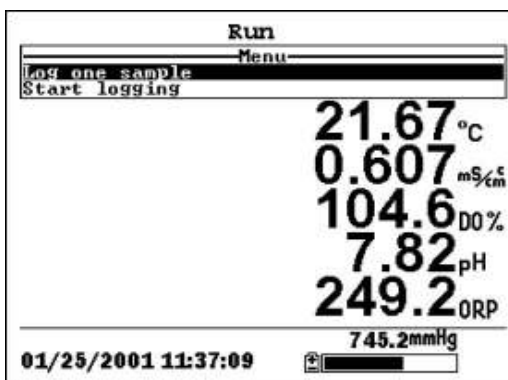 Run
Menu
Log one sample
Start logging
21.67°C
0.607mS/cm c
104.6DO%
7.82pH
249.2ORP
745.2mmHg
01/25/2001 11:37:09